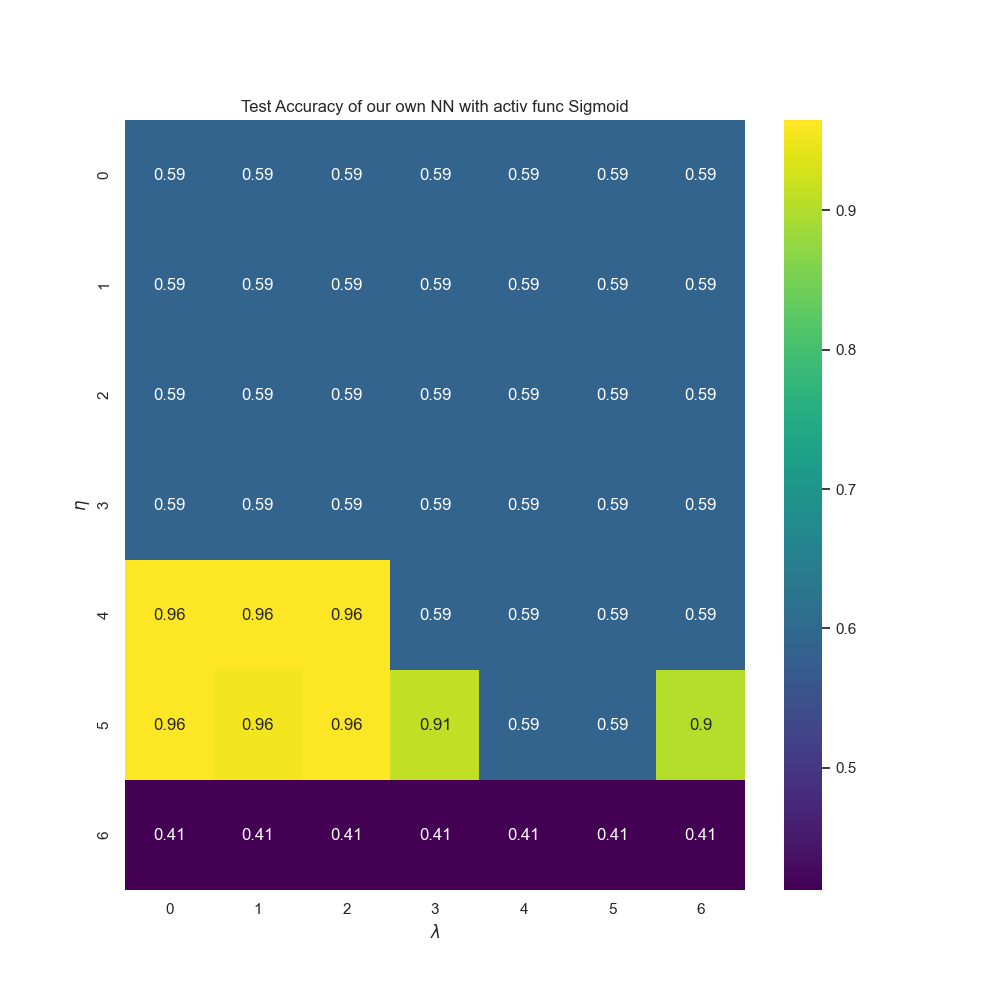 Test Accuracy of our own NN with activ func Sigmoid
0 0.59 0.59 0.59 0.59 0.59 0.59 0.59
1 0.59 0.59 0.59 0.59 0.59 0.59 0.59
2 0.59 0.59 0.59 0.59 0.59 0.59 0.59
η
3 0.59 0.59 0.59 0.59 0.59 0.59 0.59
4 0.96 0.96 0.96 0.59 0.59 0.59 0.59
5 0.96 0.96 0.96 0.91 0.59 0.59 0.9
6 0.41 0.41 0.41 0.41 0.41 0.41 0.41
0 1 2 3 4 5 6
λ
0.9
0.8
0.7
0.6
0.5